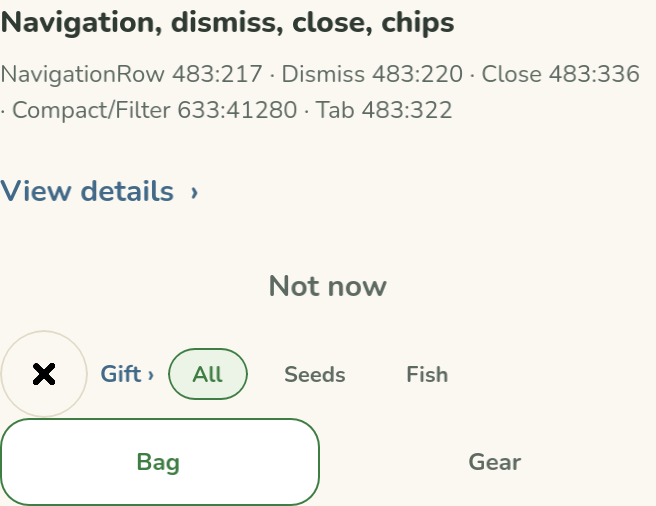 Navigation, dismiss, close, chips
NavigationRow 483:217 · Dismiss 483:220 · Close 483:336
· Compact/Filter 633:41280 · Tab 483:322
View details ›
Not now
Gift › All Seeds Fish
Bag Gear